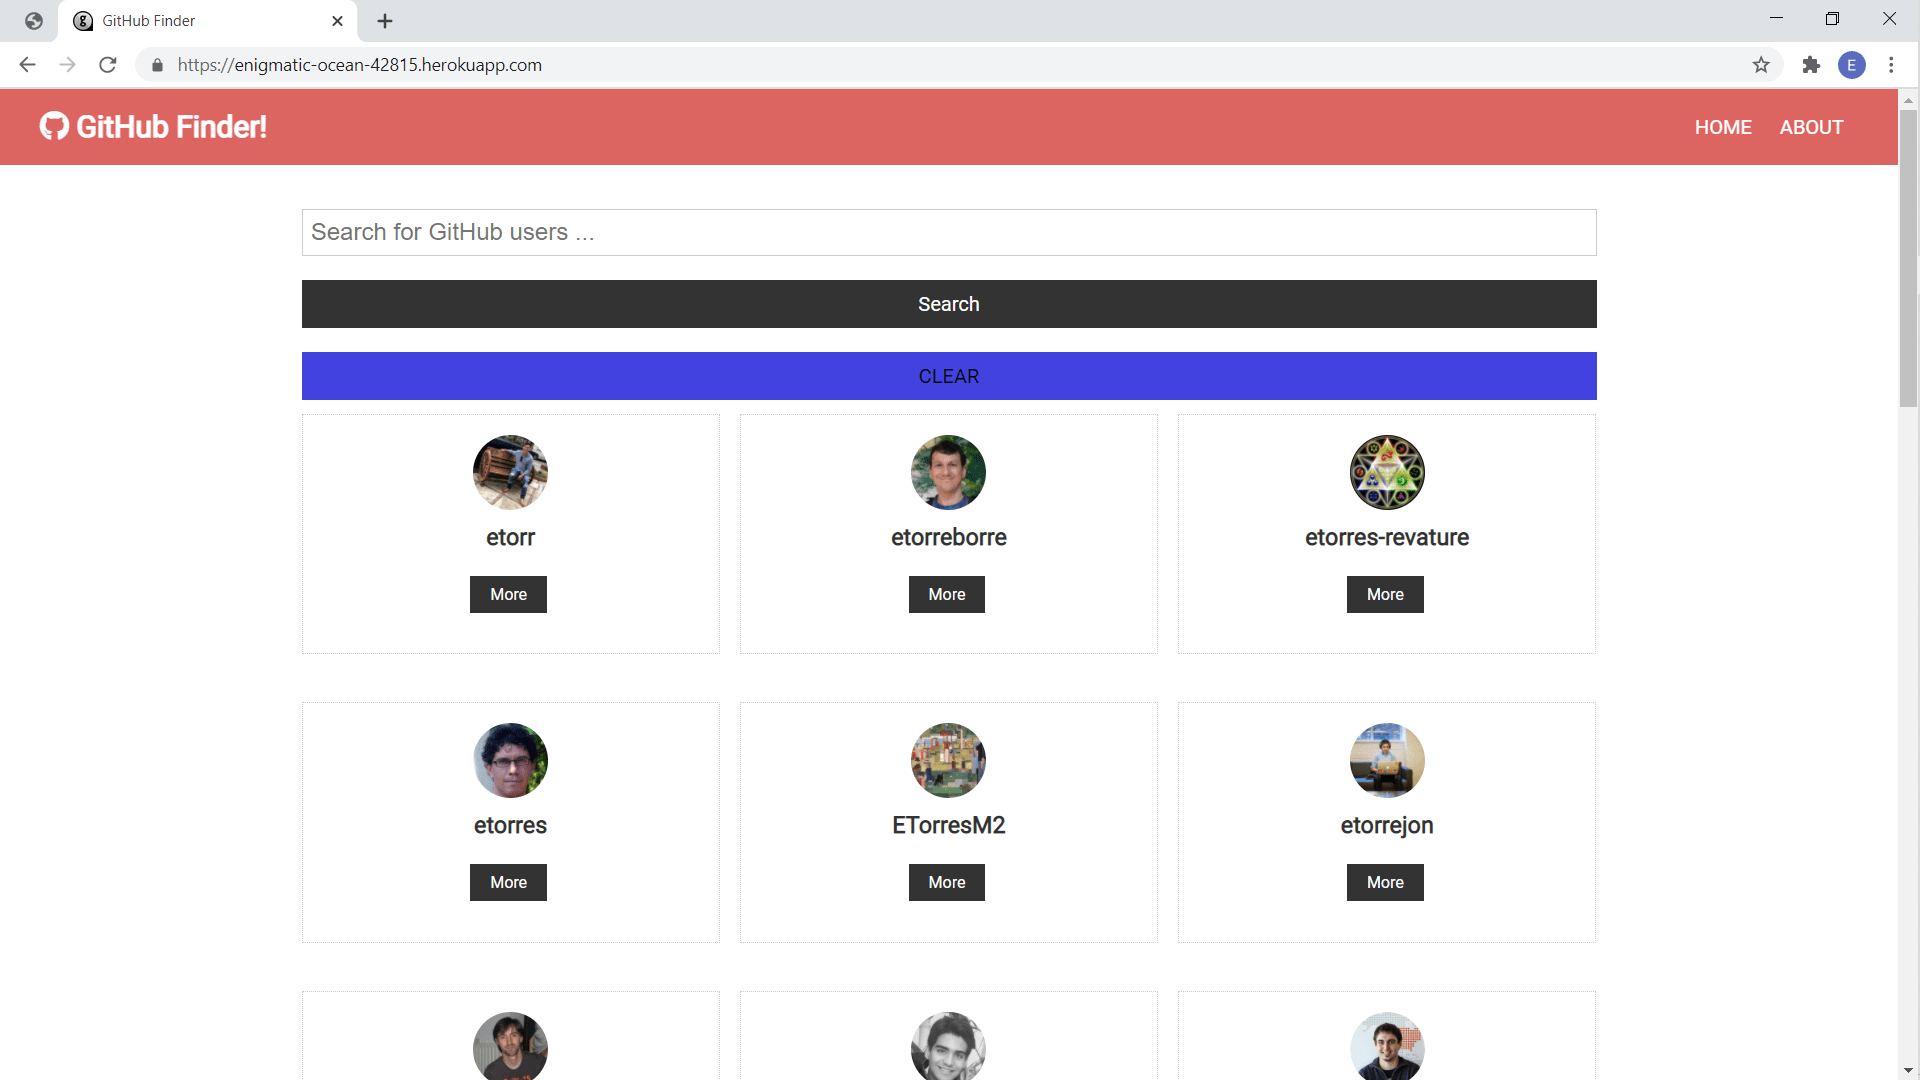 GitHub Finder
https://enigmatic-ocean-42815.herokuapp.com
E
GitHub Finder!
HOME ABOUT
Search for GitHub users ...
Search
CLEAR
etorr
etorreborre
etorres-revature
More
More
More
etorres
ETorresM2
etorrejon
More
More
More